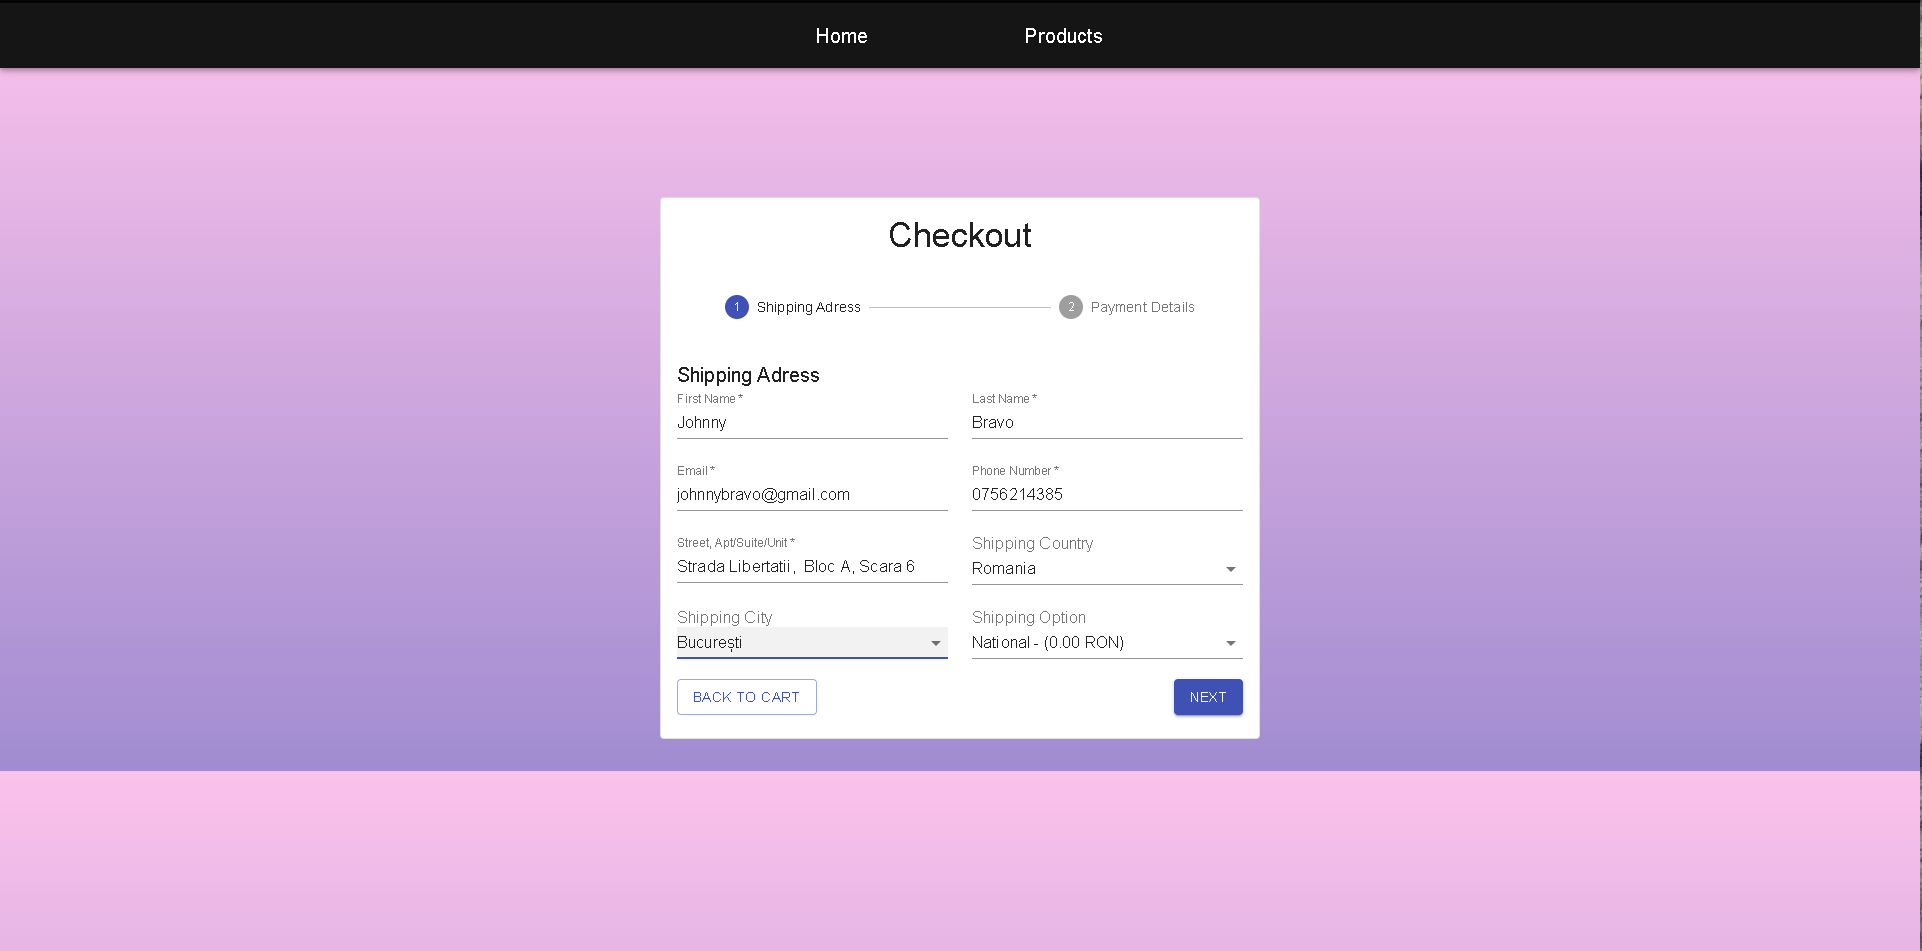 Home Products
Checkout
1 Shipping Adress 2 Payment Details
Shipping Adress
First Name * Last Name *
Johnny Bravo
Email * Phone Number *
johnnybravo@gmail.com 0756214385
Street, Apt/Suite/Unit * Shipping Country
Strada Libertatii, Bloc A, Scara 6 Romania
Shipping City Shipping Option
București National - (0.00 RON)
BACK TO CART NEXT